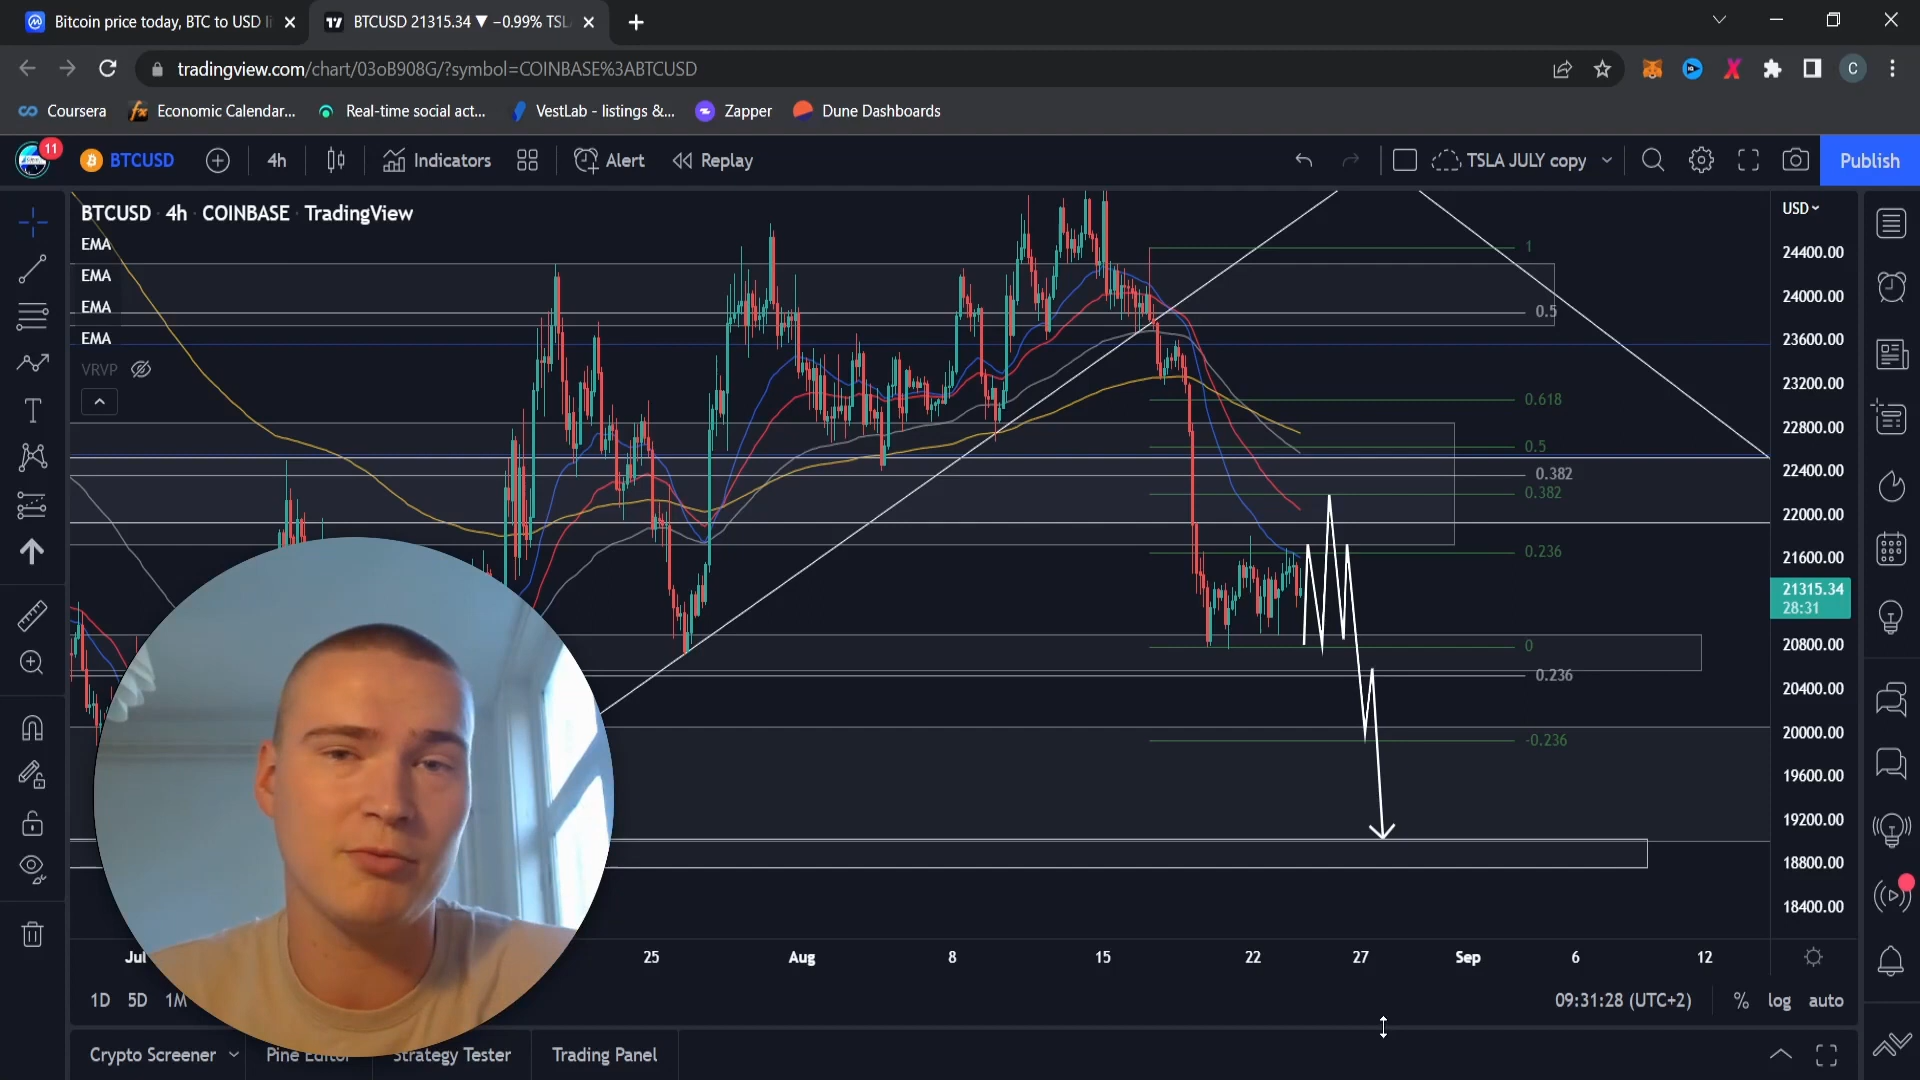 Bitcoin price today, BTC to USD li
BTCUSD 21315.34 ▼ −0.99% TSL
tradingview.com/chart/03oB908G/?symbol=COINBASE%3ABTCUSD
C
Coursera
Economic Calendar...
Real-time social act...
VestLab - listings &...
Zapper
Dune Dashboards
11
BTCUSD
4h
Indicators
Alert
Replay
TSLA JULY copy
Publish
BTCUSD · 4h · COINBASE · TradingView
EMA
EMA
EMA
EMA
VRVP
USD
24400.00
24000.00
23600.00
23200.00
22800.00
22400.00
22000.00
21600.00
21315.34
28:31
20800.00
20400.00
20000.00
19600.00
19200.00
18800.00
18400.00
1
0.5
0.618
0.5
0.382
0.382
0.236
0
0.236
-0.236
Jul
25
Aug
8
15
22
27
Sep
6
12
1D
5D
1M
09:31:28 (UTC+2)
%
log
auto
Crypto Screener
Pine Editor
Strategy Tester
Trading Panel